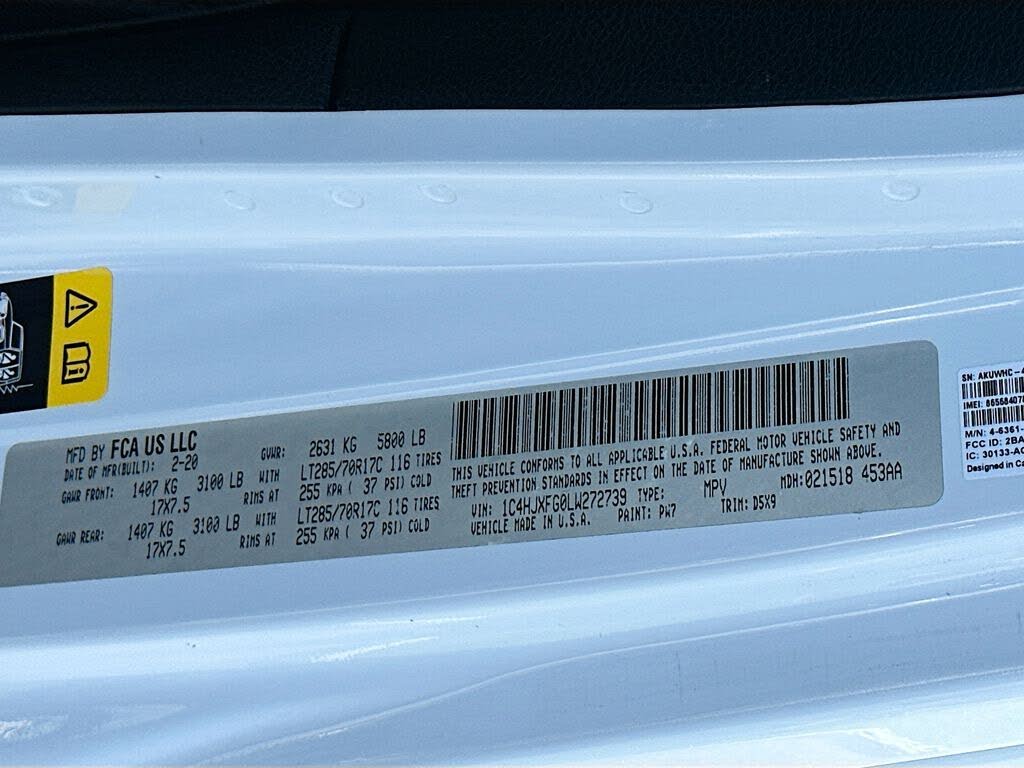 MFD BY FCA US LLC
DATE OF MFR(BUILT): 2-20
GVWR: 2631 KG 5800 LB
GAWR FRONT: 1407 KG 3100 LB WITH LT285/70R17C 116 TIRES
17X7.5 RIMS AT 255 KPA ( 37 PSI) COLD
GAWR REAR: 1407 KG 3100 LB WITH LT285/70R17C 116 TIRES
17X7.5 RIMS AT 255 KPA ( 37 PSI) COLD
THIS VEHICLE CONFORMS TO ALL APPLICABLE U.S.A. FEDERAL MOTOR VEHICLE SAFETY AND
THEFT PREVENTION STANDARDS IN EFFECT ON THE DATE OF MANUFACTURE SHOWN ABOVE.
VIN: 1C4HJXFG0LW272739 TYPE: MPV MDH:021518 453AA
VEHICLE MADE IN U.S.A. PAINT: PW7 TRIM: D5X9
SN: AKUWHC-4
IMEI:
M/N: 4-6361-
FCC ID: 2BA
IC: 30133-
Designed in Ca